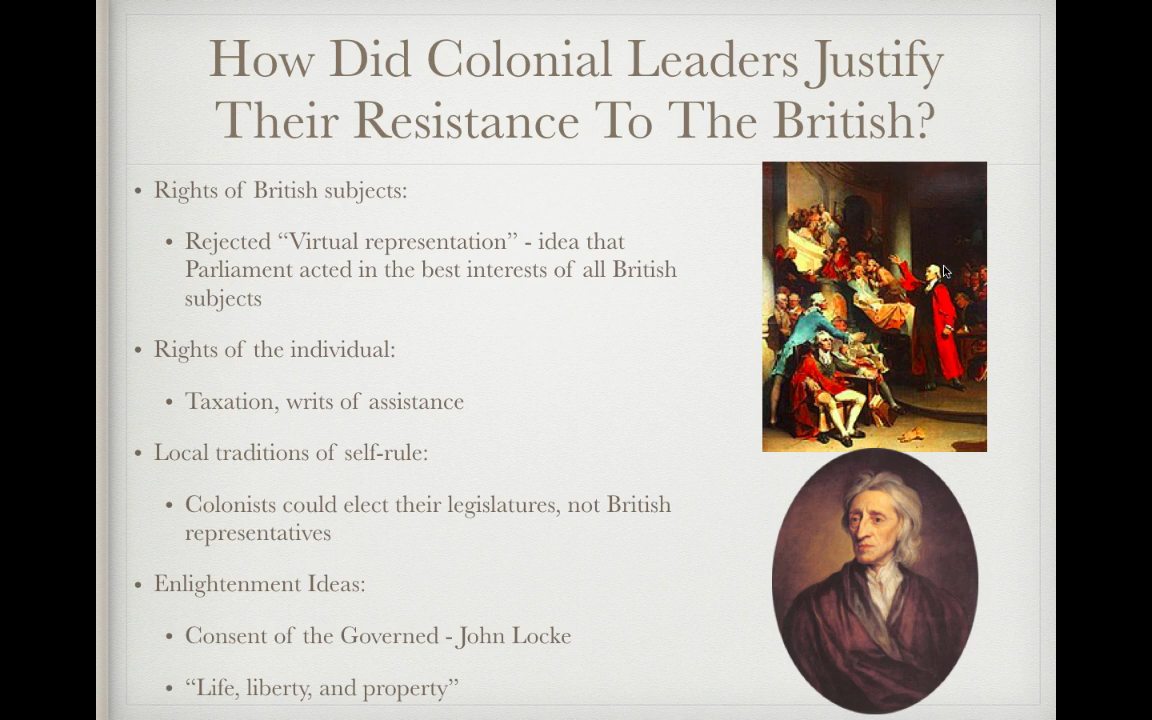 How Did Colonial Leaders Justify
Their Resistance To The British?
• Rights of British subjects:
• Rejected “Virtual representation” - idea that
Parliament acted in the best interests of all British
subjects
• Rights of the individual:
• Taxation, writs of assistance
• Local traditions of self-rule:
• Colonists could elect their legislatures, not British
representatives
• Enlightenment Ideas:
• Consent of the Governed - John Locke
• “Life, liberty, and property”